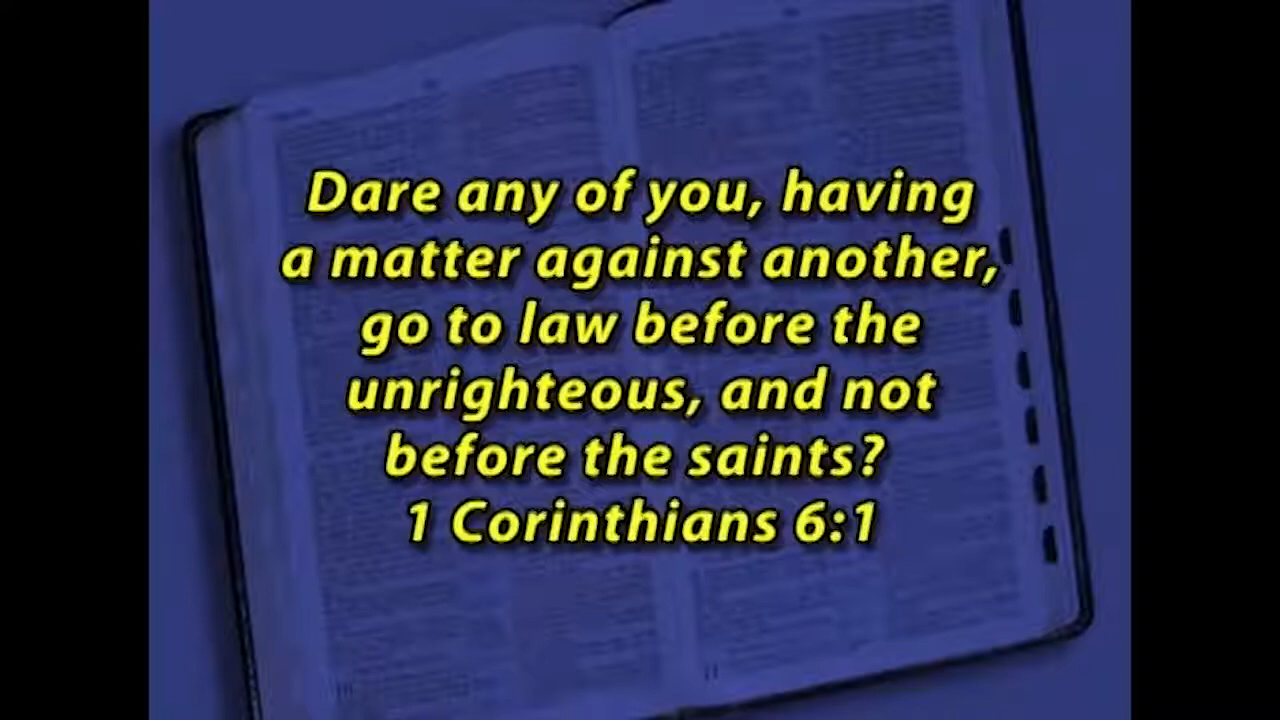 Dare any of you, having
a matter against another,
go to law before the
unrighteous, and not
before the saints?
1 Corinthians 6:1